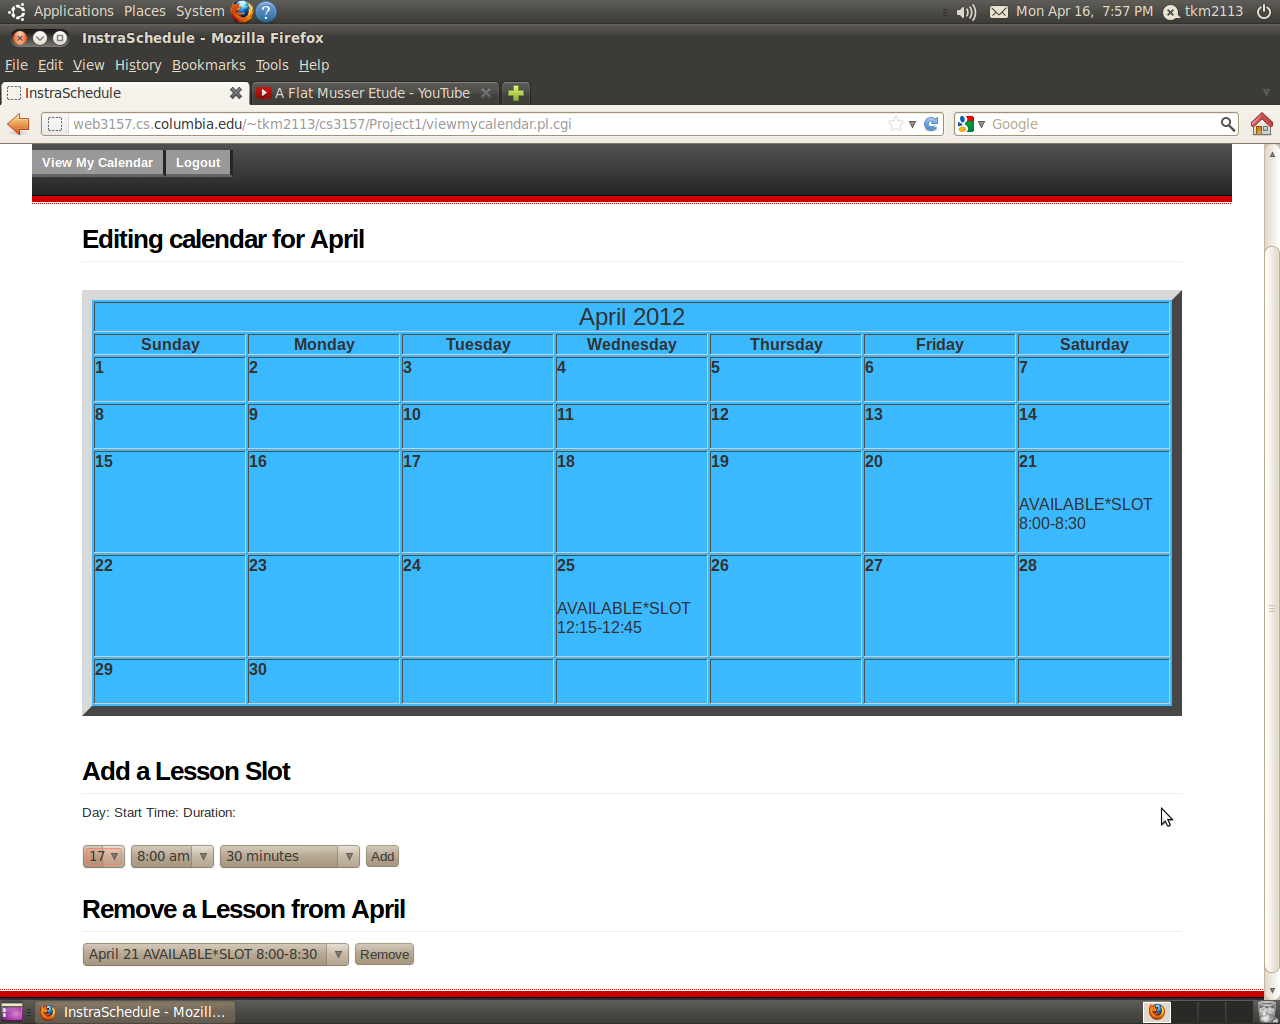 Applications Places System
Mon Apr 16, 7:57 PM tkm2113
InstraSchedule - Mozilla Firefox
File Edit View History Bookmarks Tools Help
InstraSchedule
A Flat Musser Etude - YouTube
web3157.cs.columbia.edu/~tkm2113/cs3157/Project1/viewmycalendar.pl.cgi
Google
View My Calendar Logout
Editing calendar for April
April 2012
Sunday Monday Tuesday Wednesday Thursday Friday Saturday
1 2 3 4 5 6 7
8 9 10 11 12 13 14
15 16 17 18 19 20 21
AVAILABLE*SLOT
8:00-8:30
22 23 24 25 26 27 28
AVAILABLE*SLOT
12:15-12:45
29 30
Add a Lesson Slot
Day: Start Time: Duration:
17 8:00 am 30 minutes Add
Remove a Lesson from April
April 21 AVAILABLE*SLOT 8:00-8:30 Remove
InstraSchedule - Mozill...